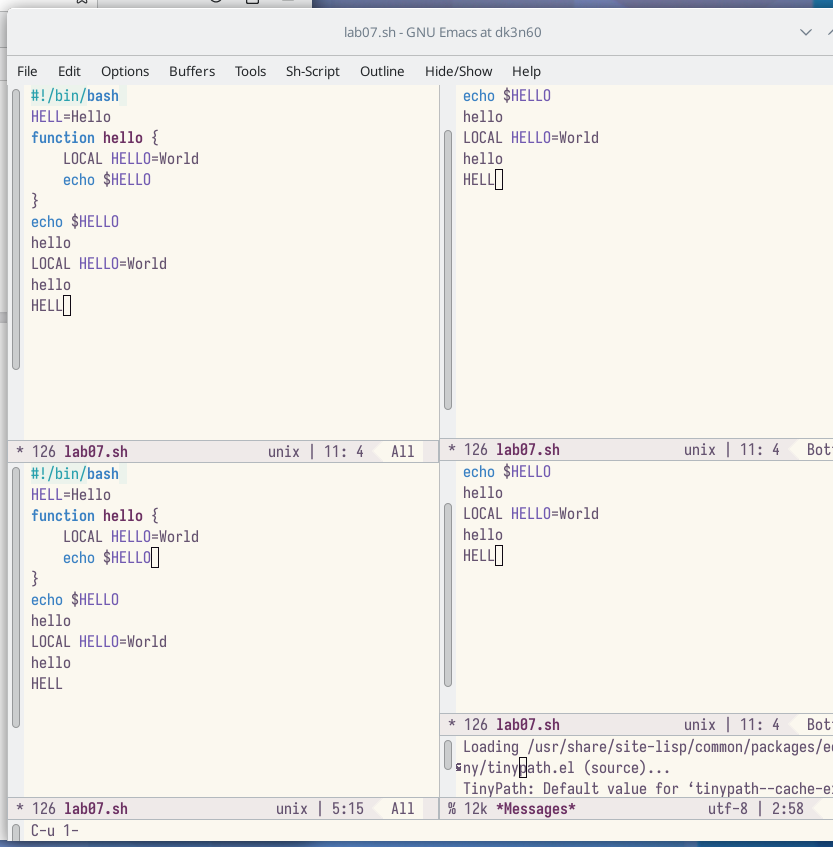 lab07.sh - GNU Emacs at dk3n60
File Edit Options Buffers Tools Sh-Script Outline Hide/Show Help
#!/bin/bash
HELL=Hello
function hello {
    LOCAL HELLO=World
    echo $HELLO
}
echo $HELLO
hello
LOCAL HELLO=World
hello
HELL
* 126 lab07.sh unix | 11: 4 All
echo $HELLO
hello
LOCAL HELLO=World
hello
HELL
* 126 lab07.sh unix | 11: 4 Bot
#!/bin/bash
HELL=Hello
function hello {
    LOCAL HELLO=World
    echo $HELLO
}
echo $HELLO
hello
LOCAL HELLO=World
hello
HELL
* 126 lab07.sh unix | 5:15 All
echo $HELLO
hello
LOCAL HELLO=World
hello
HELL
* 126 lab07.sh unix | 11: 4 Bot
Loading /usr/share/site-lisp/common/packages/
ny/tinypath.el (source)...
TinyPath: Default value for ‘tinypath--cache-
% 12k *Messages* utf-8 | 2:58
C-u 1-